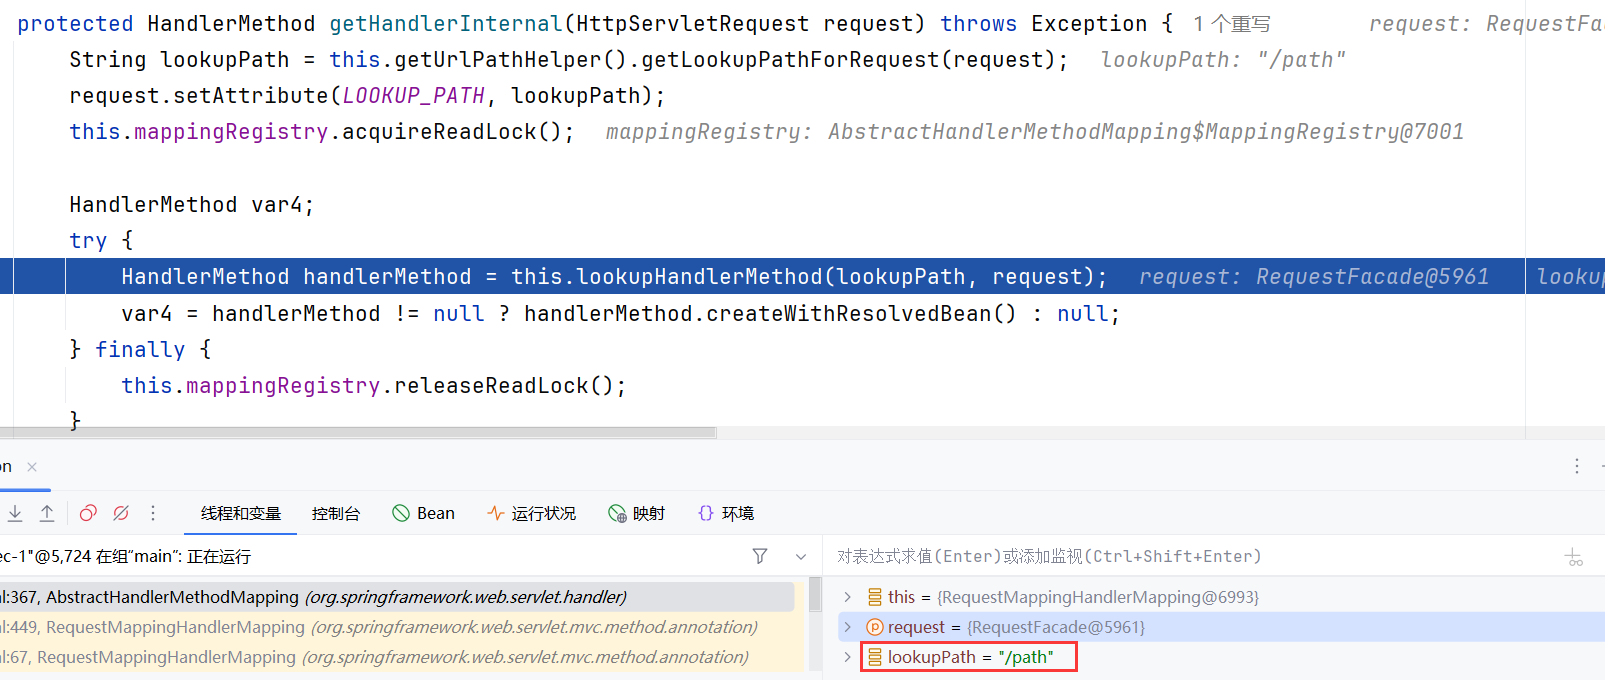 protected HandlerMethod getHandlerInternal(HttpServletRequest request) throws Exception { 1 个重写 request: RequestFa
String lookupPath = this.getUrlPathHelper().getLookupPathForRequest(request); lookupPath: "/path"
request.setAttribute(LOOKUP_PATH, lookupPath);
this.mappingRegistry.acquireReadLock(); mappingRegistry: AbstractHandlerMethodMapping$MappingRegistry@7001
HandlerMethod var4;
try {
HandlerMethod handlerMethod = this.lookupHandlerMethod(lookupPath, request); request: RequestFacade@5961 lookup
var4 = handlerMethod != null ? handlerMethod.createWithResolvedBean() : null;
} finally {
this.mappingRegistry.releaseReadLock();
}
on
线程和变量 控制台 Bean 运行状况 映射 环境
ec-1"@5,724 在组"main": 正在运行
对表达式求值(Enter)或添加监视(Ctrl+Shift+Enter)
al:367, AbstractHandlerMethodMapping (org.springframework.web.servlet.handler)
this = {RequestMappingHandlerMapping@6993}
al:449, RequestMappingHandlerMapping (org.springframework.web.servlet.mvc.method.annotation)
request = {RequestFacade@5961}
al:67, RequestMappingHandlerMapping (org.springframework.web.servlet.mvc.method.annotation)
lookupPath = "/path"